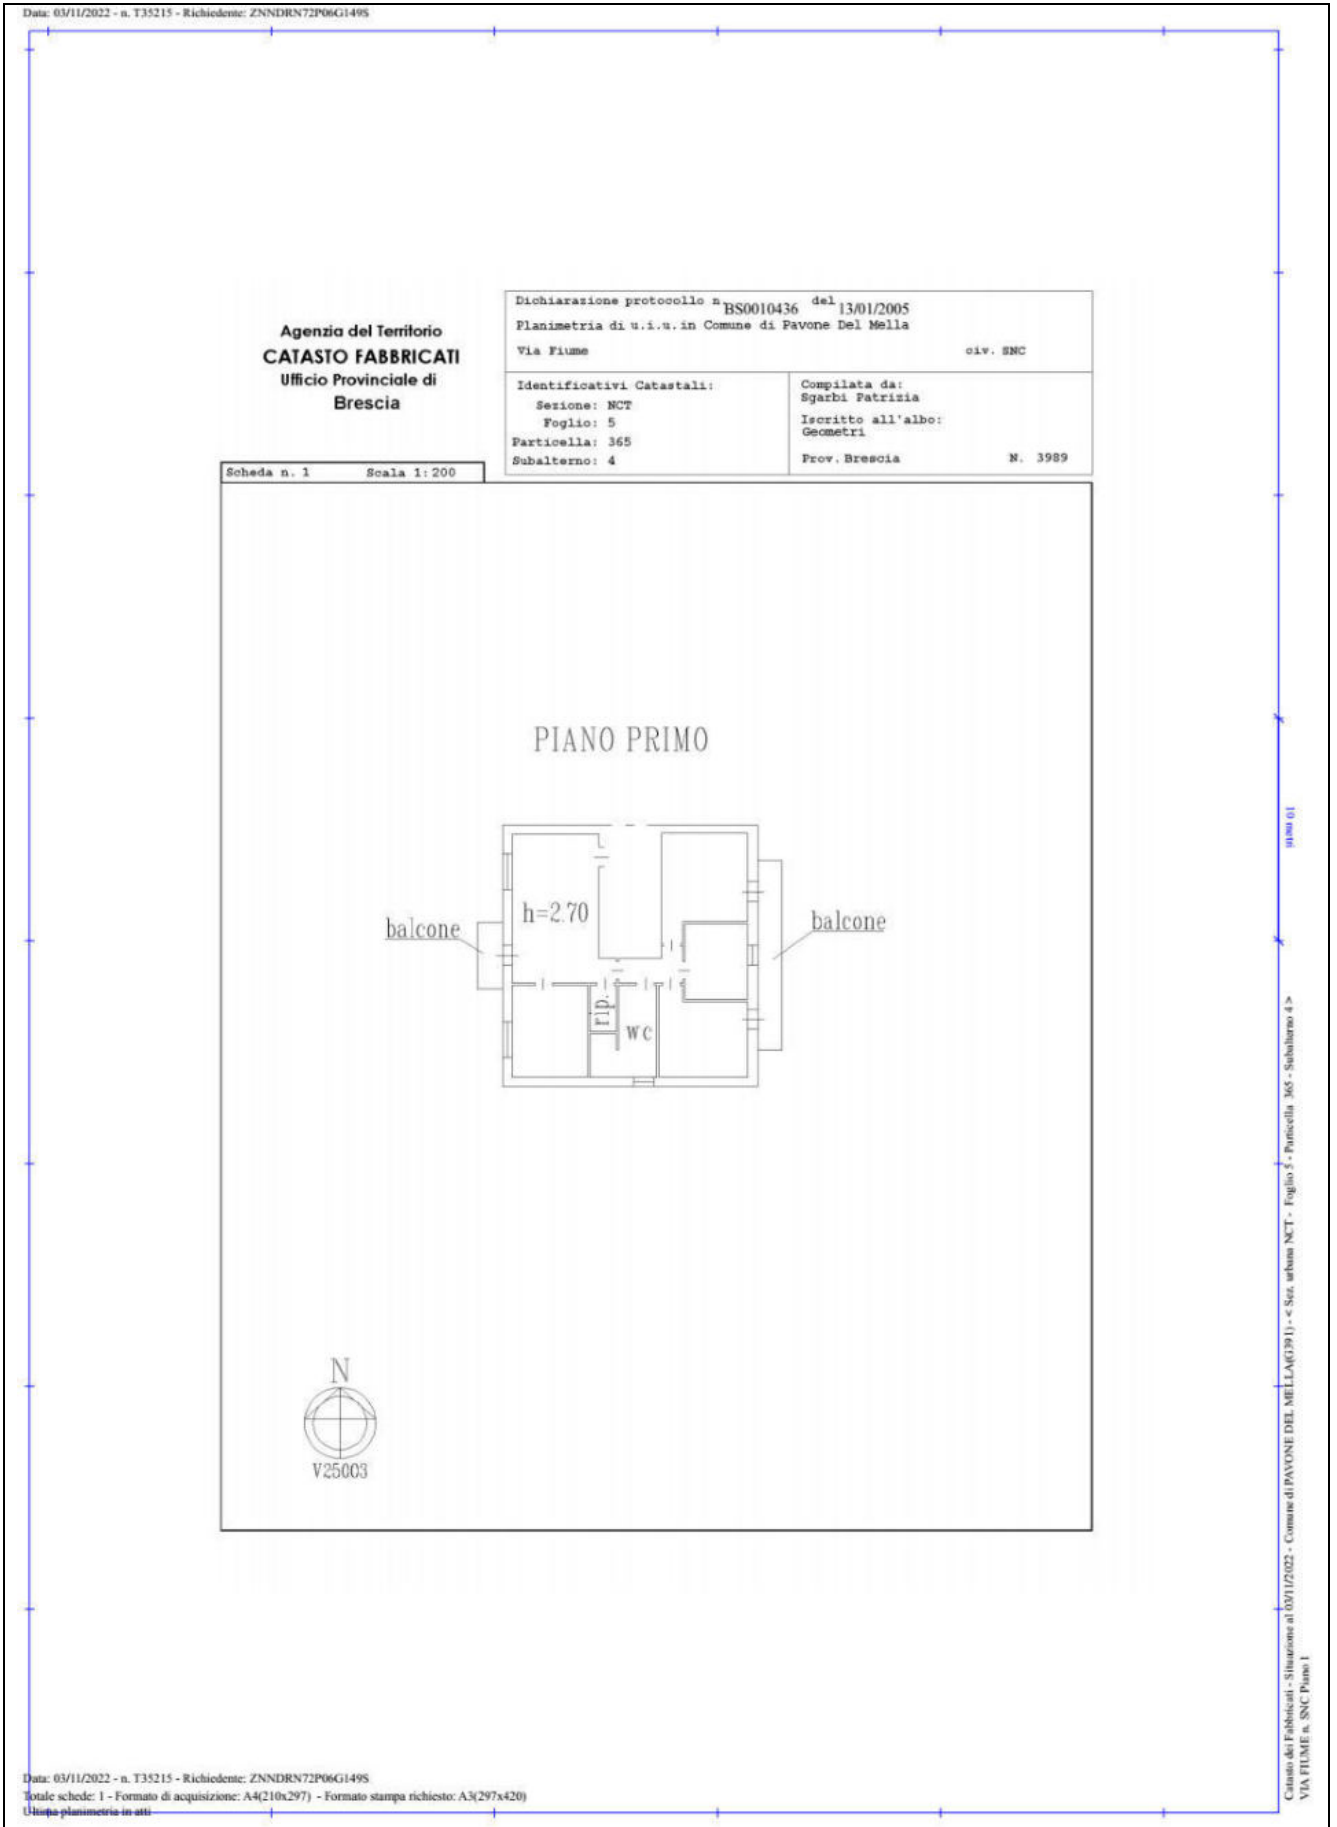 Data: 03/11/2022 - n. T35215 - Richiedente: ZNNDRN72P06G149S
Agenzia del Territorio
CATASTO FABBRICATI
Ufficio Provinciale di
Brescia
Dichiarazione protocollo n. BS0010436 del 13/01/2005
Planimetria di u.i.u. in Comune di Pavone Del Mella
Via Fiume civ. SNC
Identificativi Catastali:
Sezione: NCT
Foglio: 5
Particella: 365
Subalterno: 4
Compilata da:
Sgarbi Patrizia
Iscritto all'albo:
Geometri
Prov. Brescia N. 3989
Scheda n. 1 Scala 1:200
PIANO PRIMO
h=2.70
balcone
balcone
rip.
wc
N
V25003
10 metri
Catasto dei Fabbricati - Situazione al 03/11/2022 - Comune di PAVONE DEL MELLA(G391) - < Sez. urbana NCT - Foglio 5 - Particella 365 - Subalterno 4 >
VIA FIUME n. SNC Piano 1
Data: 03/11/2022 - n. T35215 - Richiedente: ZNNDRN72P06G149S
Totale schede: 1 - Formato di acquisizione: A4(210x297) - Formato stampa richiesto: A3(297x420)
Ultima planimetria in atti